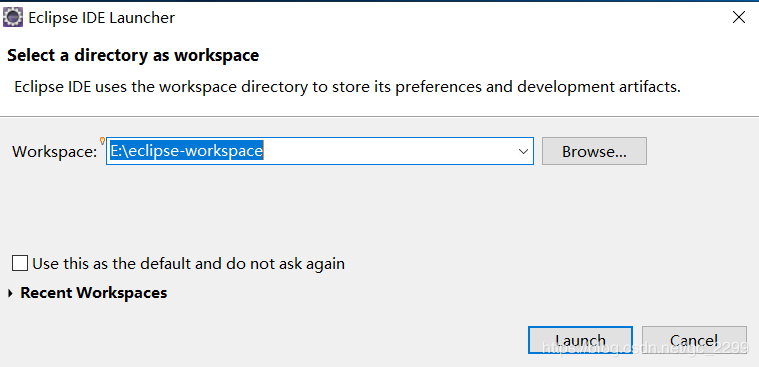 Eclipse IDE Launcher
Select a directory as workspace
Eclipse IDE uses the workspace directory to store its preferences and development artifacts.
Workspace: E:\eclipse-workspace Browse...
Use this as the default and do not ask again
Recent Workspaces
Launch Cancel